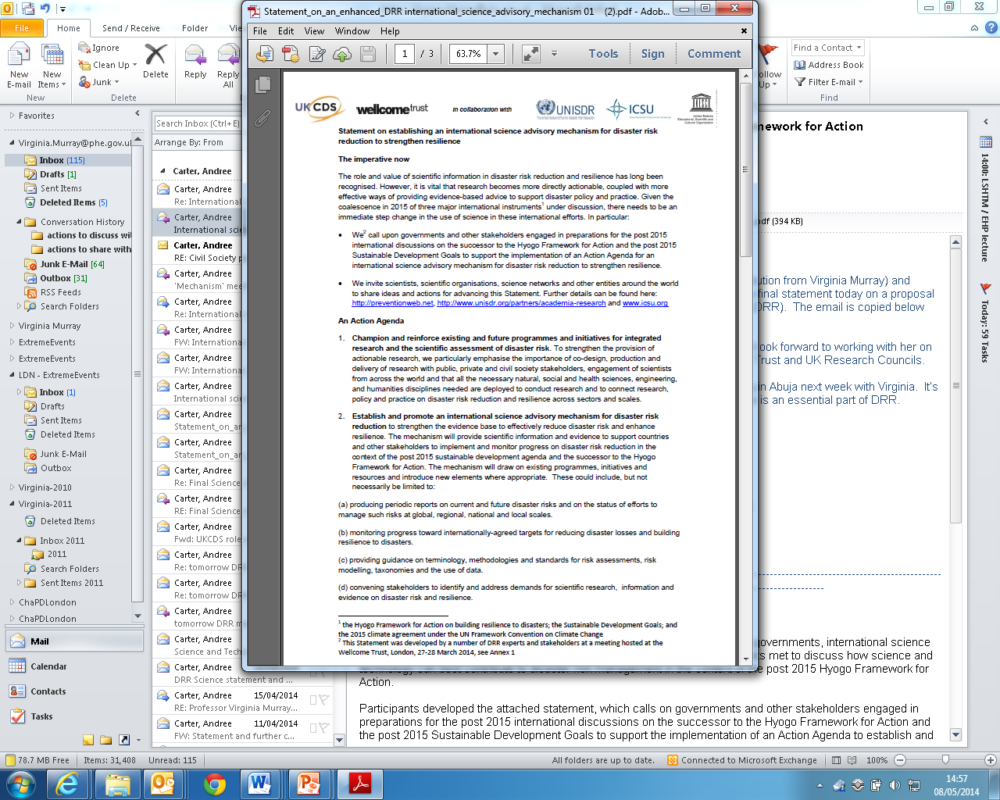 Statement_on_an_enhanced_DRR international_science_advisory_mechanism 01 (2).pdf - Adob...
File Edit View Window Help
1 / 3 63.7% Tools Sign Comment
File Home Send / Receive Folder
New E-mail
New Items
Ignore
Clean Up
Junk
Delete
Reply
Reply All
Find a Contact
Address Book
Filter E-mail
New Delete Find
Favorites
Virginia.Murray@phe.gov.u
Inbox (115)
Drafts [1]
Sent Items
Deleted Items (5)
Conversation History
actions to discuss wi
actions to share with
Junk E-Mail [64]
Outbox [31]
RSS Feeds
Search Folders
Virginia Murray
ExtremeEvents
ExtremeEvents
LDN - ExtremeEvents
Inbox (1)
Drafts
Sent Items
Deleted Items
Junk E-Mail
Outbox
Virginia-2010
Virginia-2011
Deleted Items
Inbox 2011
2011
Search Folders
Sent Items 2011
ChaPDLondon
ChaPDLondon
Mail
Calendar
Contacts
Tasks
Search Inbox (Ctrl+E)
Arrange By: From
Carter, Andree
Carter, Andree
Re: International
Carter, Andree
International sci
Carter, Andree
RE: Civil Society p
Carter, Andree
'Mechanism' mee
Carter, Andree
Re: International
Carter, Andree
FW: Internationa
Carter, Andree
FW: Internationa
Carter, Andree
International sci
Carter, Andree
Statement_on_ar
Carter, Andree
Statement_on_ar
Carter, Andree
Re: Final Science
Carter, Andree
RE: Final Science
Carter, Andree
Fwd: UKCDS role
Carter, Andree
Re: tomorrow DR
Carter, Andree
Re: tomorrow DR
Carter, Andree
tomorrow DRR m
Carter, Andree
Science and Tech
Carter, Andree
DRR Science statement and ...
Carter, Andree 15/04/2014
RE: Professor Virginia Murray...
Carter, Andree 11/04/2014
FW: Statement and further c...
UKCDS wellcome trust in collaboration with UNISDR ICSU
United Nations
Educational, Scientific and
Cultural Organization
Statement on establishing an international science advisory mechanism for disaster risk
reduction to strengthen resilience
The imperative now
The role and value of scientific information in disaster risk reduction and resilience has long been
recognised. However, it is vital that research becomes more directly actionable, coupled with more
effective ways of providing evidence-based advice to support disaster policy and practice. Given the
coalescence in 2015 of three major international instruments1 under discussion, there needs to be an
immediate step change in the use of science in these international efforts. In particular:
• We2 call upon governments and other stakeholders engaged in preparations for the post 2015
international discussions on the successor to the Hyogo Framework for Action and the post 2015
Sustainable Development Goals to support the implementation of an Action Agenda for an
international science advisory mechanism for disaster risk reduction to strengthen resilience.
• We invite scientists, scientific organisations, science networks and other entities around the world
to share ideas and actions for advancing this Statement. Further details can be found here:
http://preventionweb.net, http://www.unisdr.org/partners/academia-research and www.icsu.org
An Action Agenda
1. Champion and reinforce existing and future programmes and initiatives for integrated
research and the scientific assessment of disaster risk. To strengthen the provision of
actionable research, we particularly emphasise the importance of co-design, production and
delivery of research with public, private and civil society stakeholders, engagement of scientists
from across the world and that all the necessary natural, social and health sciences, engineering,
and humanities disciplines needed are deployed to conduct research and to connect research,
policy and practice on disaster risk reduction and resilience across sectors and scales.
2. Establish and promote an international science advisory mechanism for disaster risk
reduction to strengthen the evidence base to effectively reduce disaster risk and enhance
resilience. The mechanism will provide scientific information and evidence to support countries
and other stakeholders to implement and monitor progress on disaster risk reduction in the
context of the post 2015 sustainable development agenda and the successor to the Hyogo
Framework for Action. The mechanism will draw on existing programmes, initiatives and
resources and introduce new elements where appropriate. These could include, but not
necessarily be limited to:
(a) producing periodic reports on current and future disaster risks and on the status of efforts to
manage such risks at global, regional, national and local scales.
(b) monitoring progress toward internationally-agreed targets for reducing disaster losses and building
resilience to disasters.
(c) providing guidance on terminology, methodologies and standards for risk assessments, risk
modelling, taxonomies and the use of data.
(d) convening stakeholders to identify and address demands for scientific research, information and
evidence on disaster risk and resilience.
1 the Hyogo Framework for Action on building resilience to disasters; the Sustainable Development Goals; and
the 2015 climate agreement under the UN Framework Convention on Climate Change
2 This Statement was developed by a number of DRR experts and stakeholders at a meeting hosted at the
Wellcome Trust, London, 27-28 March 2014, see Annex 1
mework for Action
df (394 KB)
ution from Virginia Murray) and
final statement today on a proposal
DRR). The email is copied below
ook forward to working with her on
Trust and UK Research Councils.
in Abuja next week with Virginia. It's
is an essential part of DRR.
overnments, international science
s met to discuss how science and
post 2015 Hyogo Framework for
Action.
Participants developed the attached statement, which calls on governments and other stakeholders engaged in
preparations for the post 2015 international discussions on the successor to the Hyogo Framework for Action and
the post 2015 Sustainable Development Goals to support the implementation of an Action Agenda to establish and
14:00: LSHTM / EHP lecture
Today: 59 Tasks
78.7 MB Free Items: 31,408 Unread: 115 All folders are up to date. Connected to Microsoft Exchange 100%
14:57
08/05/2014